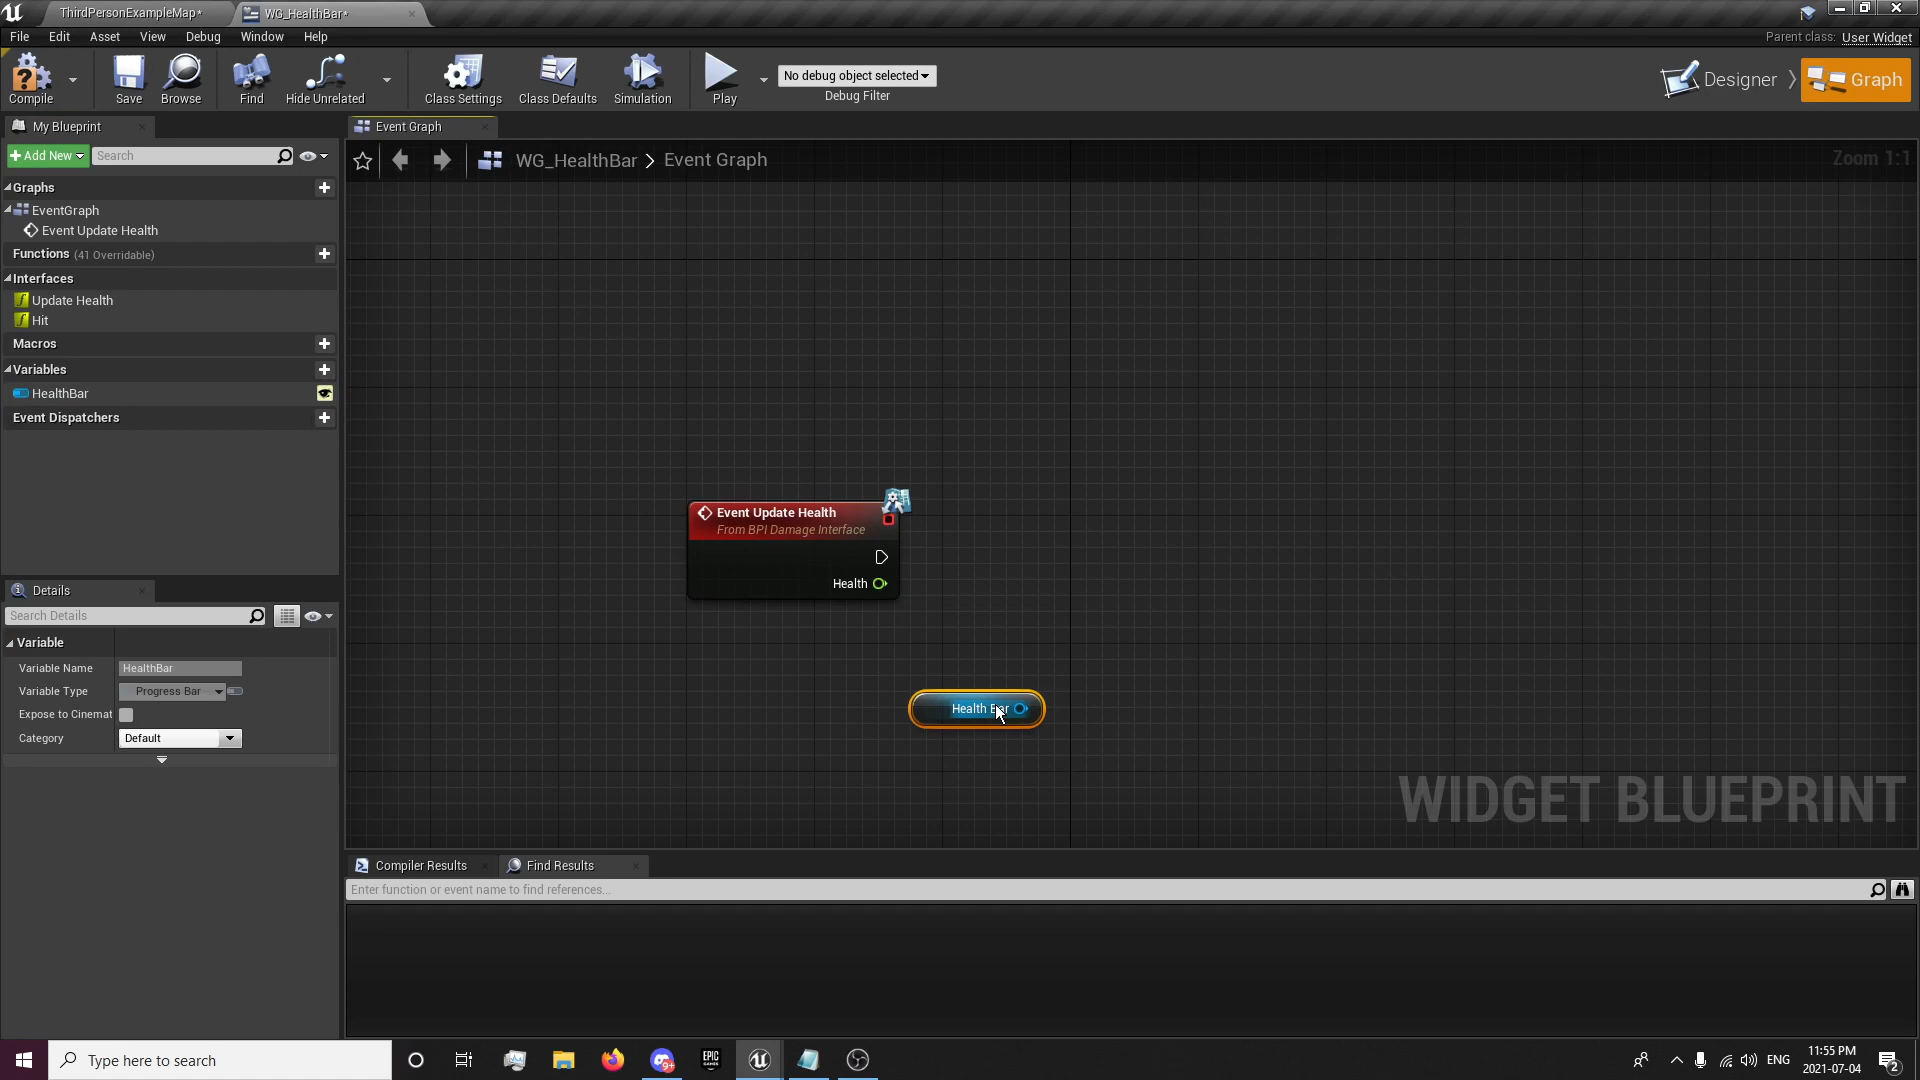 ThirdPersonExampleMap*
WG_HealthBar*
File Edit Asset View Debug Window Help
Parent class: User Widget
Compile
Save
Browse
Find
Hide Unrelated
Class Settings
Class Defaults
Simulation
Play
No debug object selected
Debug Filter
Designer
Graph
My Blueprint
Event Graph
Add New
Search
WG_HealthBar > Event Graph
Zoom 1:1
Graphs
EventGraph
Event Update Health
Functions (41 Overridable)
Interfaces
Update Health
Hit
Macros
Variables
HealthBar
Event Dispatchers
Event Update Health
From BPI Damage Interface
Health
Details
Search Details
Variable
Variable Name HealthBar
Variable Type Progress Bar
Expose to Cinemat
Category Default
Health Bar
WIDGET BLUEPRINT
Compiler Results
Find Results
Enter function or event name to find references...
Type here to search
EPIC
GAMES
9+
ENG
11:55 PM
2021-07-04
2